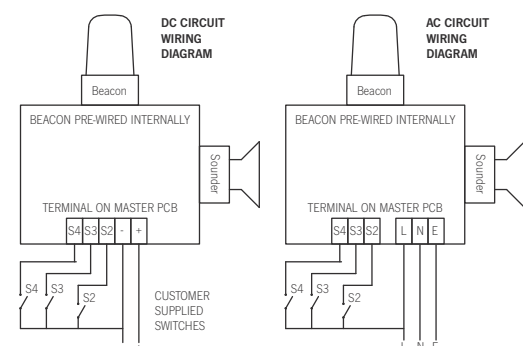 DC CIRCUIT
WIRING
DIAGRAM
Beacon
BEACON PRE-WIRED INTERNALLY
Sounder
TERMINAL ON MASTER PCB
S4 S3 S2 - +
S4 S3
S2
CUSTOMER
SUPPLIED
SWITCHES
- +
AC CIRCUIT
WIRING
DIAGRAM
Beacon
BEACON PRE-WIRED INTERNALLY
Sounder
TERMINAL ON MASTER PCB
S4 S3 S2 L N E
S4 S3
S2
L N E